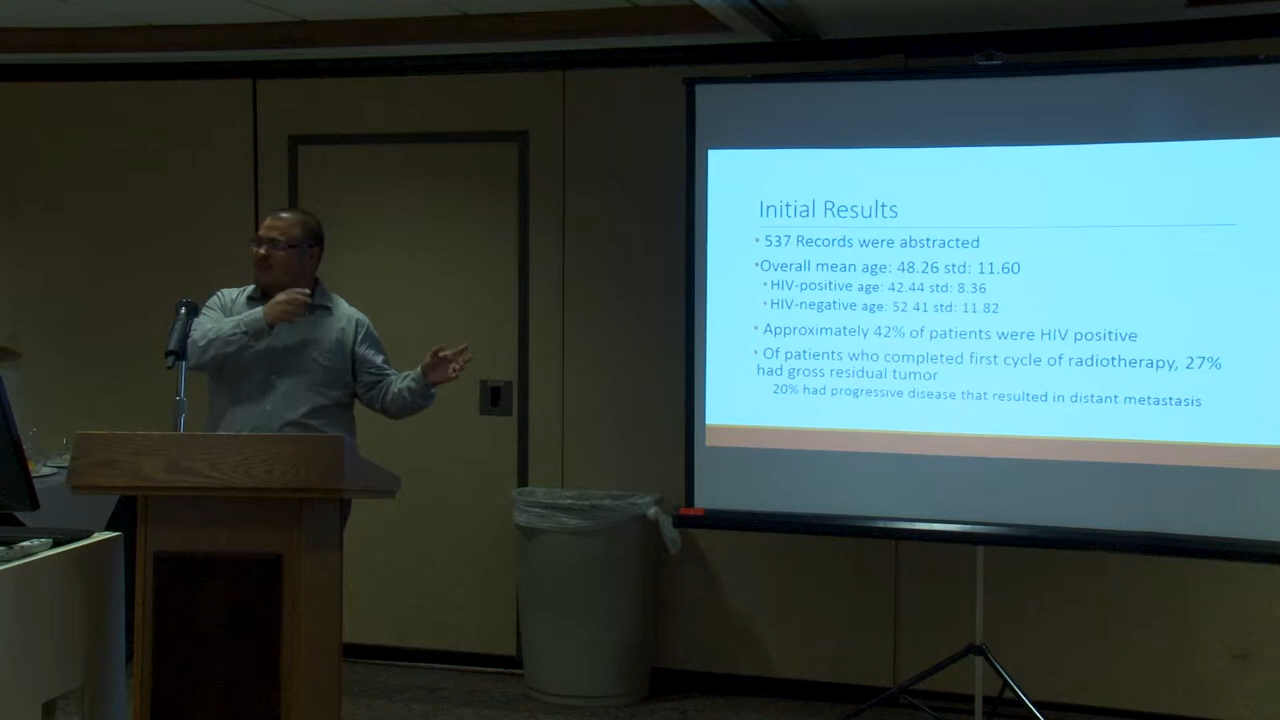 Initial Results
• 537 Records were abstracted
•Overall mean age: 48.26 std: 11.60
•HIV-positive age: 42.44 std: 8.36
•HIV-negative age: 52.41 std: 11.82
• Approximately 42% of patients were HIV positive
• Of patients who completed first cycle of radiotherapy, 27%
had gross residual tumor
20% had progressive disease that resulted in distant metastasis